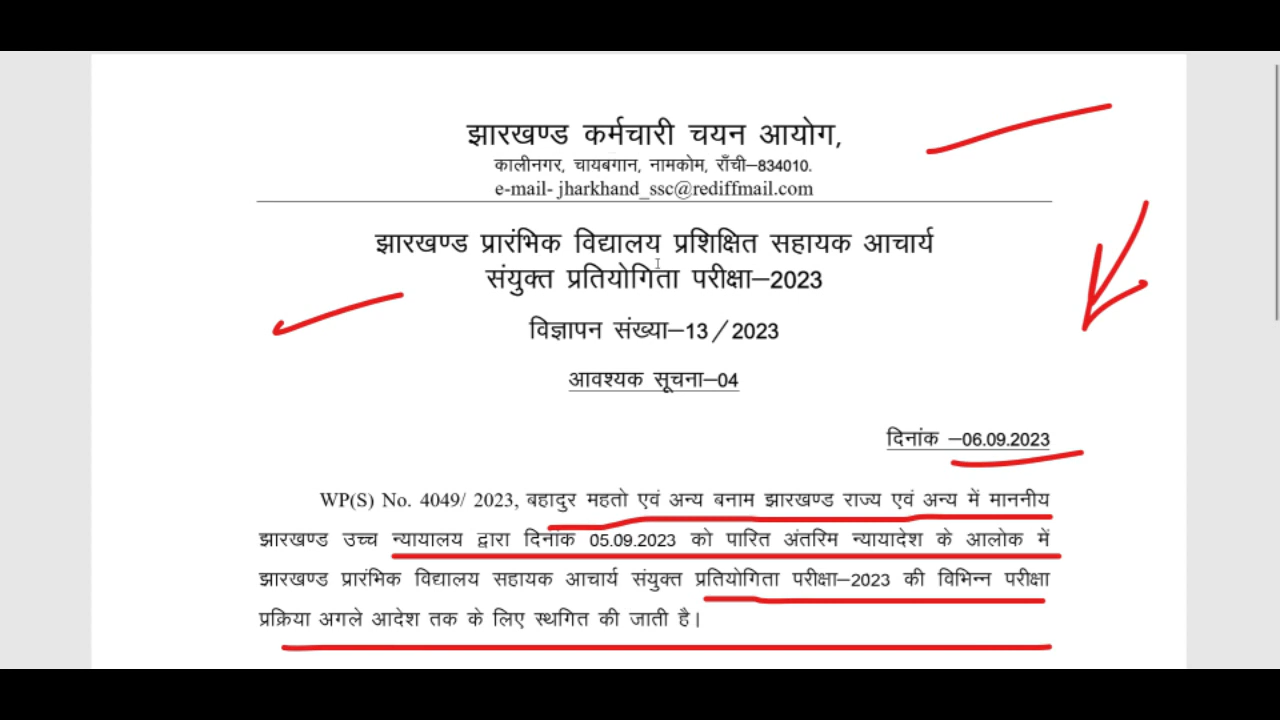 झारखण्ड कर्मचारी चयन आयोग,
कालीनगर, चायबगान, नामकोम, राँची–834010.
e-mail- jharkhand_ssc@rediffmail.com
झारखण्ड प्रारंभिक विद्यालय प्रशिक्षित सहायक आचार्य
संयुक्त प्रतियोगिता परीक्षा–2023
विज्ञापन संख्या–13/2023
आवश्यक सूचना–04
दिनांक –06.09.2023
WP(S) No. 4049/ 2023, बहादुर महतो एवं अन्य बनाम झारखण्ड राज्य एवं अन्य में माननीय
झारखण्ड उच्च न्यायालय द्वारा दिनांक 05.09.2023 को पारित अंतरिम न्यायादेश के आलोक में
झारखण्ड प्रारंभिक विद्यालय सहायक आचार्य संयुक्त प्रतियोगिता परीक्षा–2023 की विभिन्न परीक्षा
प्रक्रिया अगले आदेश तक के लिए स्थगित की जाती है।